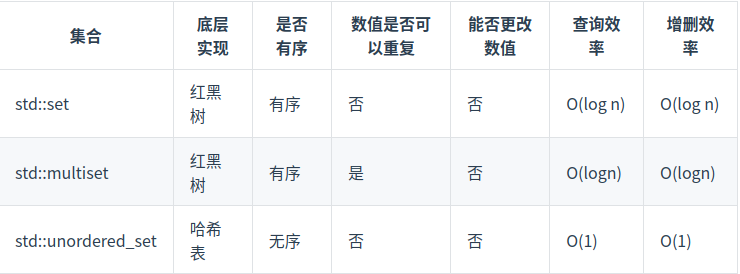 集合 底层实现 是否有序 数值是否可以重复 能否更改数值 查询效率 增删效率
std::set 红黑树 有序 否 否 O(log n) O(log n)
std::multiset 红黑树 有序 是 否 O(logn) O(logn)
std::unordered_set 哈希表 无序 否 否 O(1) O(1)